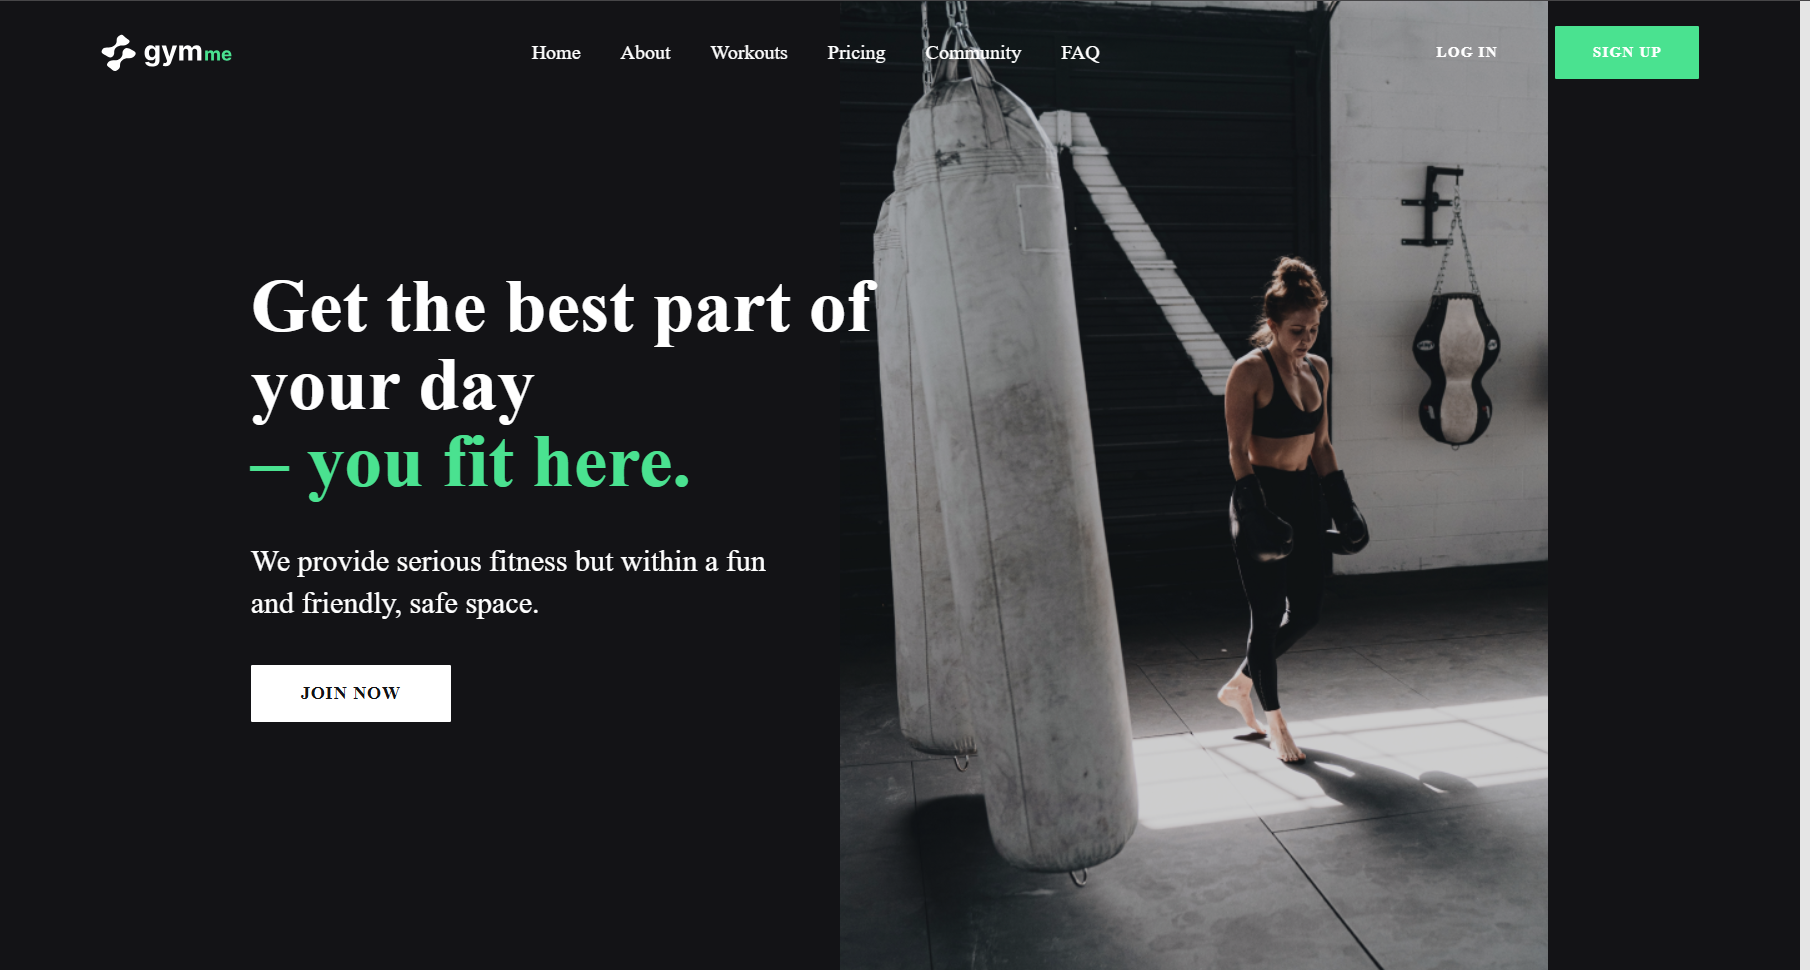 gymme
Home About Workouts Pricing Community FAQ
LOG IN SIGN UP
Get the best part of
your day
– you fit here.
We provide serious fitness but within a fun
and friendly, safe space.
JOIN NOW